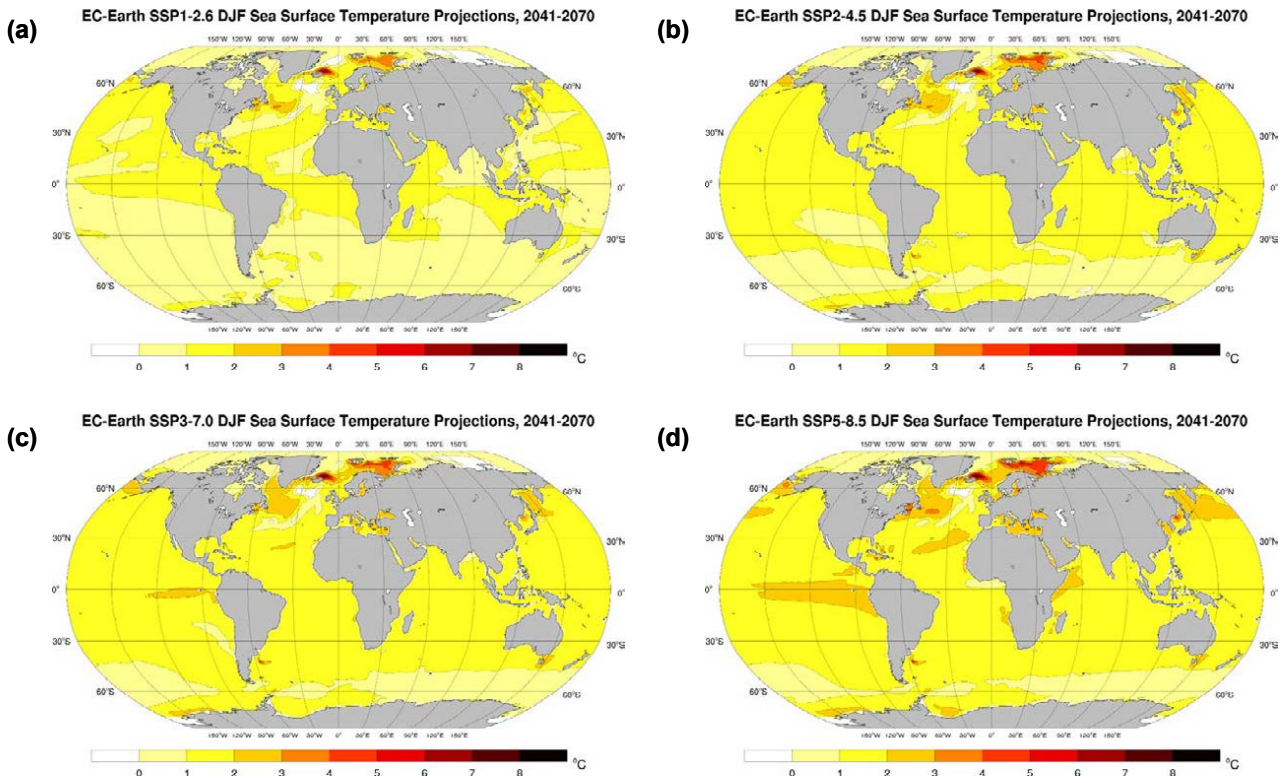 (a)
EC-Earth SSP1-2.6 DJF Sea Surface Temperature Projections, 2041-2070
150°W 120°W 90°W 60°W 30°W 0° 30°E 60°E 90°E 120°E 150°E
60°N 60°N
30°N 30°N
0° 0°
30°S 30°S
60°S 60°S
150°W 120°W 90°W 60°W 30°W 0° 30°E 60°E 90°E 120°E 150°E
0 1 2 3 4 5 6 7 8 °C
(b)
EC-Earth SSP2-4.5 DJF Sea Surface Temperature Projections, 2041-2070
150°W 120°W 90°W 60°W 30°W 0° 30°E 60°E 90°E 120°E 150°E
60°N 60°N
30°N 30°N
0° 0°
30°S 30°S
60°S 60°S
150°W 120°W 90°W 60°W 30°W 0° 30°E 60°E 90°E 120°E 150°E
0 1 2 3 4 5 6 7 8 °C
(c)
EC-Earth SSP3-7.0 DJF Sea Surface Temperature Projections, 2041-2070
150°W 120°W 90°W 60°W 30°W 0° 30°E 60°E 90°E 120°E 150°E
60°N 60°N
30°N 30°N
0° 0°
30°S 30°S
60°S 60°S
150°W 120°W 90°W 60°W 30°W 0° 30°E 60°E 90°E 120°E 150°E
0 1 2 3 4 5 6 7 8 °C
(d)
EC-Earth SSP5-8.5 DJF Sea Surface Temperature Projections, 2041-2070
150°W 120°W 90°W 60°W 30°W 0° 30°E 60°E 90°E 120°E 150°E
60°N 60°N
30°N 30°N
0° 0°
30°S 30°S
60°S 60°S
150°W 120°W 90°W 60°W 30°W 0° 30°E 60°E 90°E 120°E 150°E
0 1 2 3 4 5 6 7 8 °C